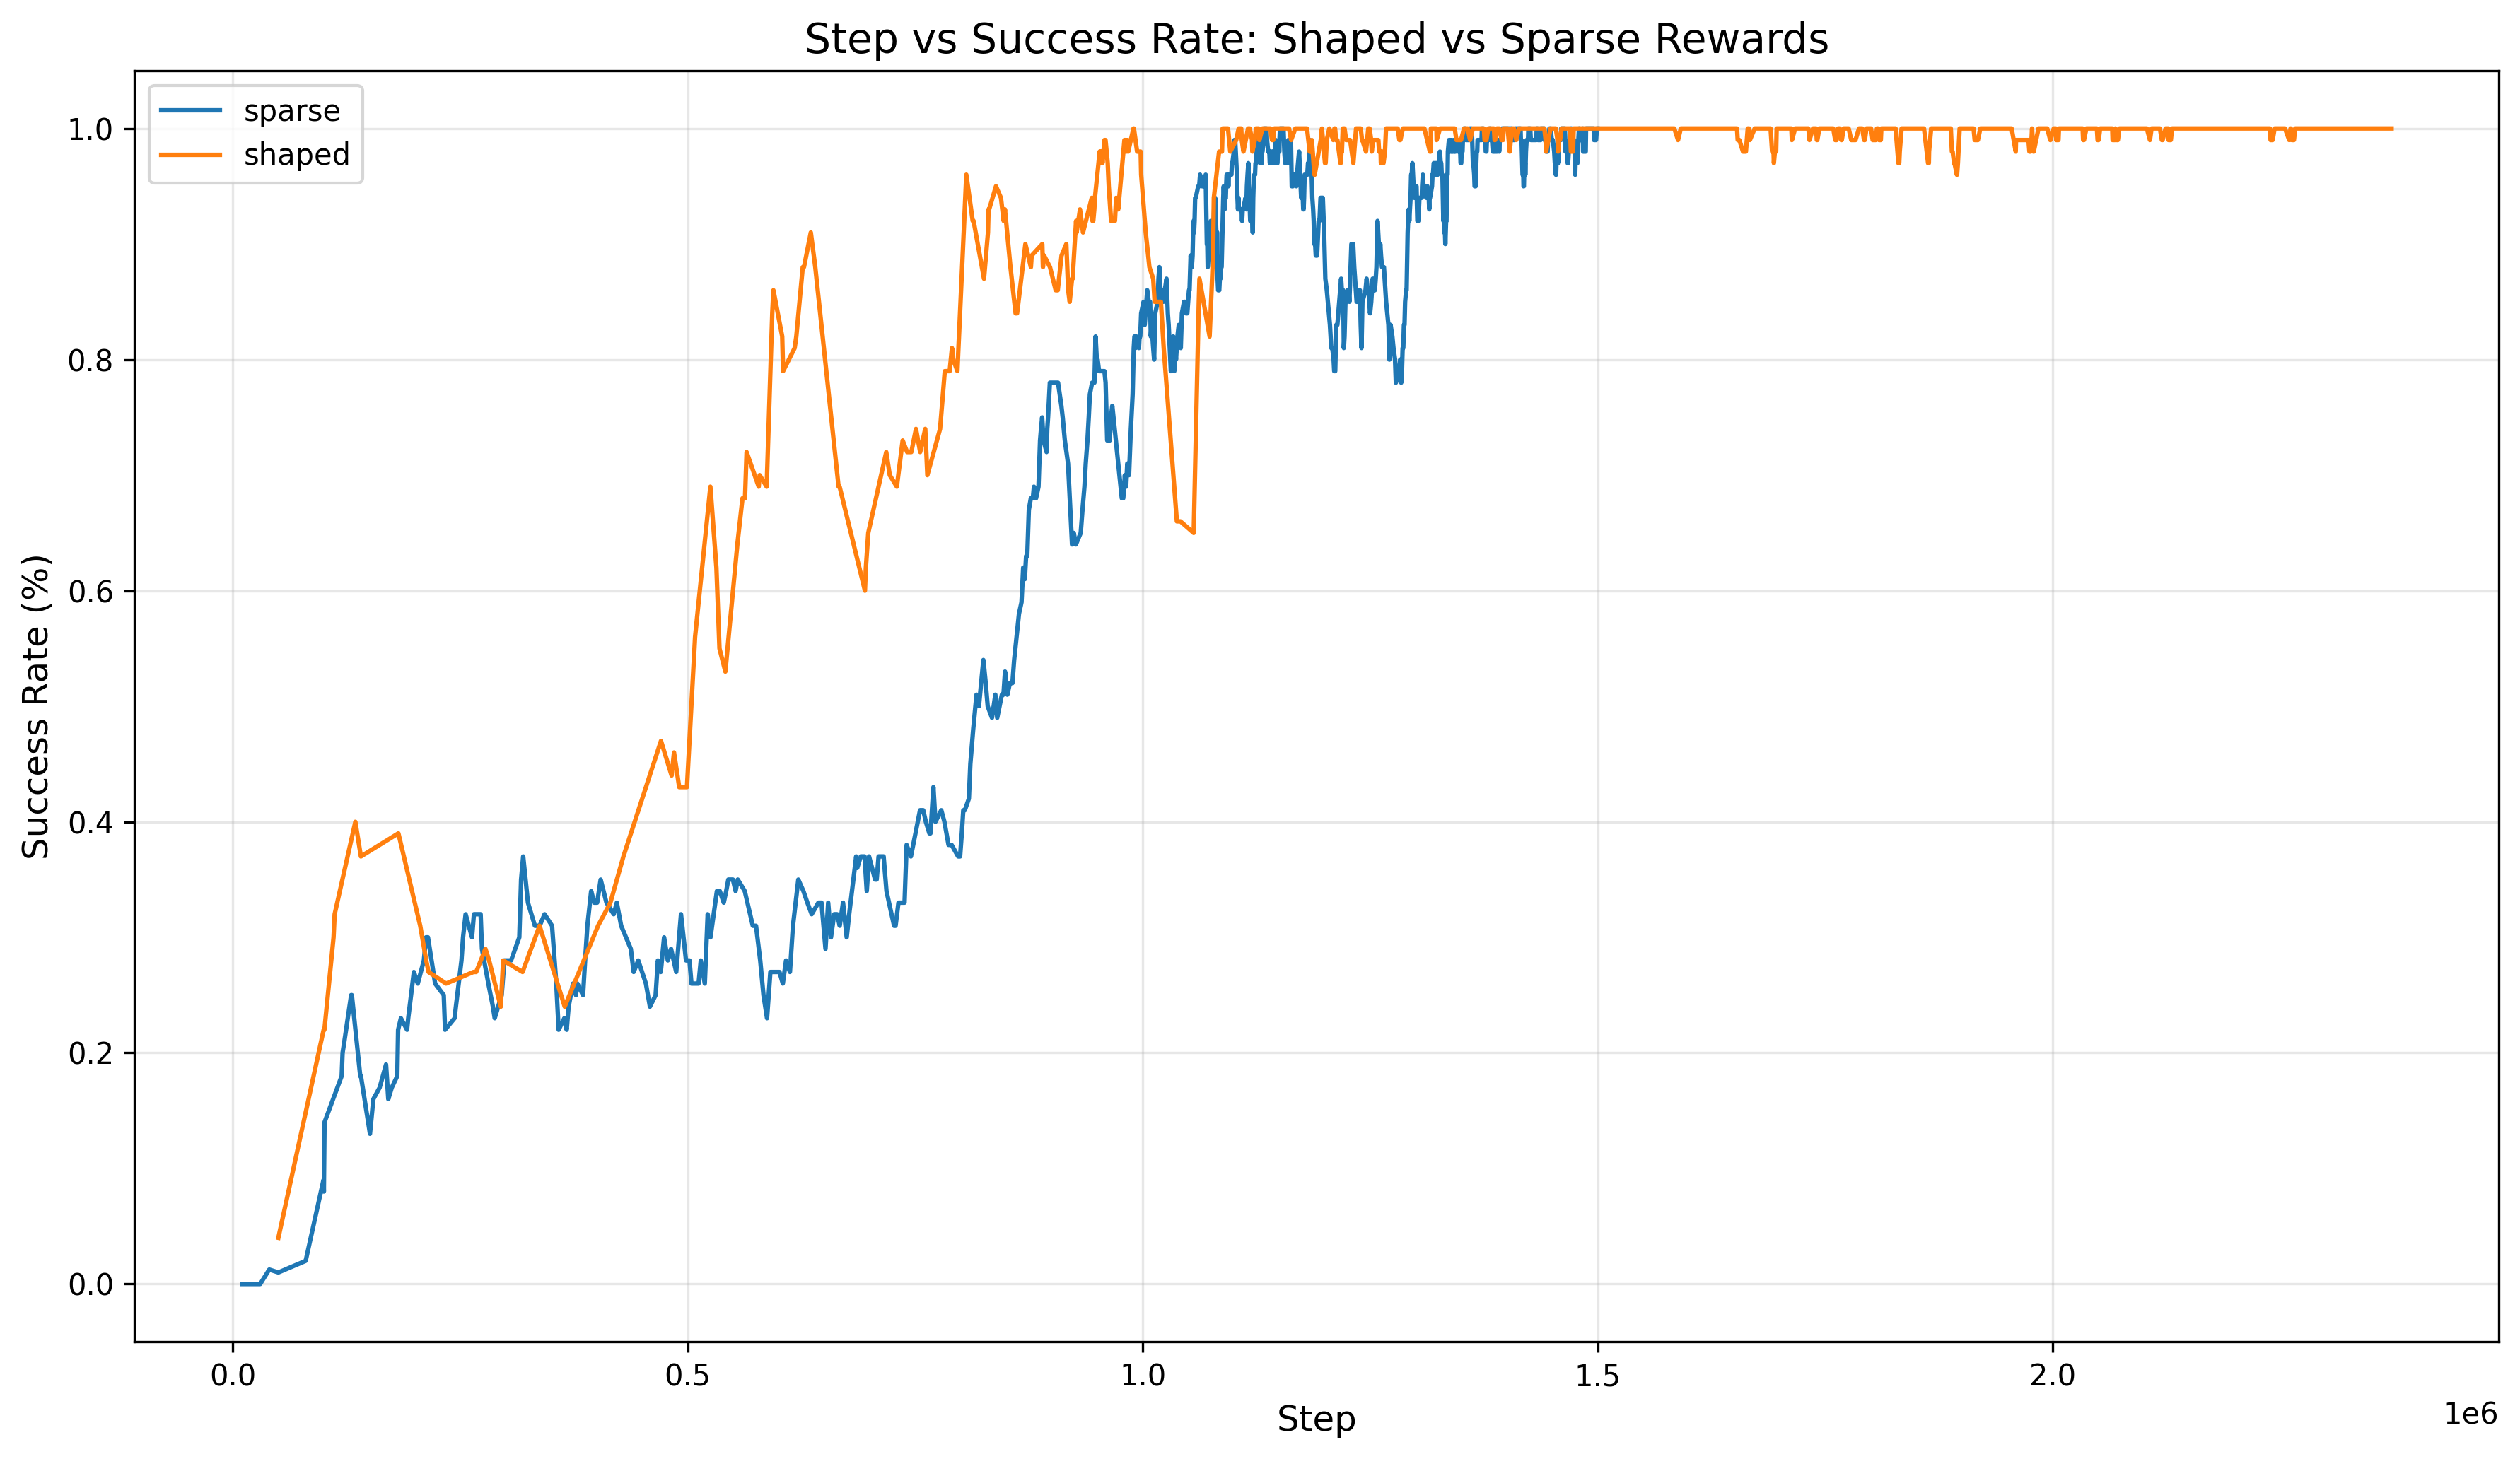 Step vs Success Rate: Shaped vs Sparse Rewards
sparse
shaped
Success Rate (%)
1.0
0.8
0.6
0.4
0.2
0.0
0.0 0.5 1.0 1.5 2.0
Step
1e6